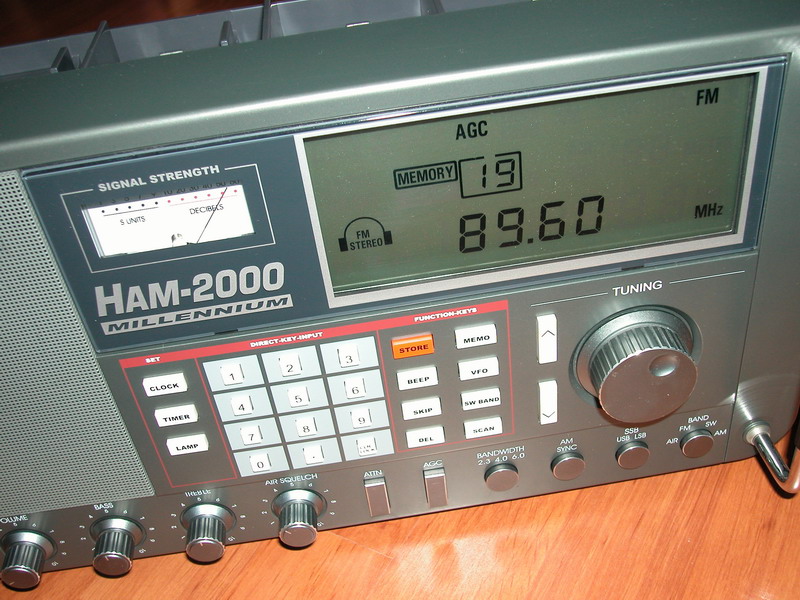 FM
AGC
SIGNAL STRENGTH
S UNITS
DECIBELS
MEMORY 19
FM
STEREO
89.60
MHz
HAM-2000
MILLENNIUM
TUNING
SET
DIRECT-KEY-INPUT
FUNCTION-KEYS
CLOCK
TIMER
LAMP
1 2 3
4 5 6
7 8 9
0 .
STORE
MEMO
BEEP
VFO
SKIP
SW BAND
DEL
SCAN
VOLUME
BASS
TREBLE
AIR SQUELCH
ATTN.
AGC
BANDWIDTH
2.3 4.0 6.0
AM
SYNC
SSB
USB LSB
BAND
FM SW
AIR AM